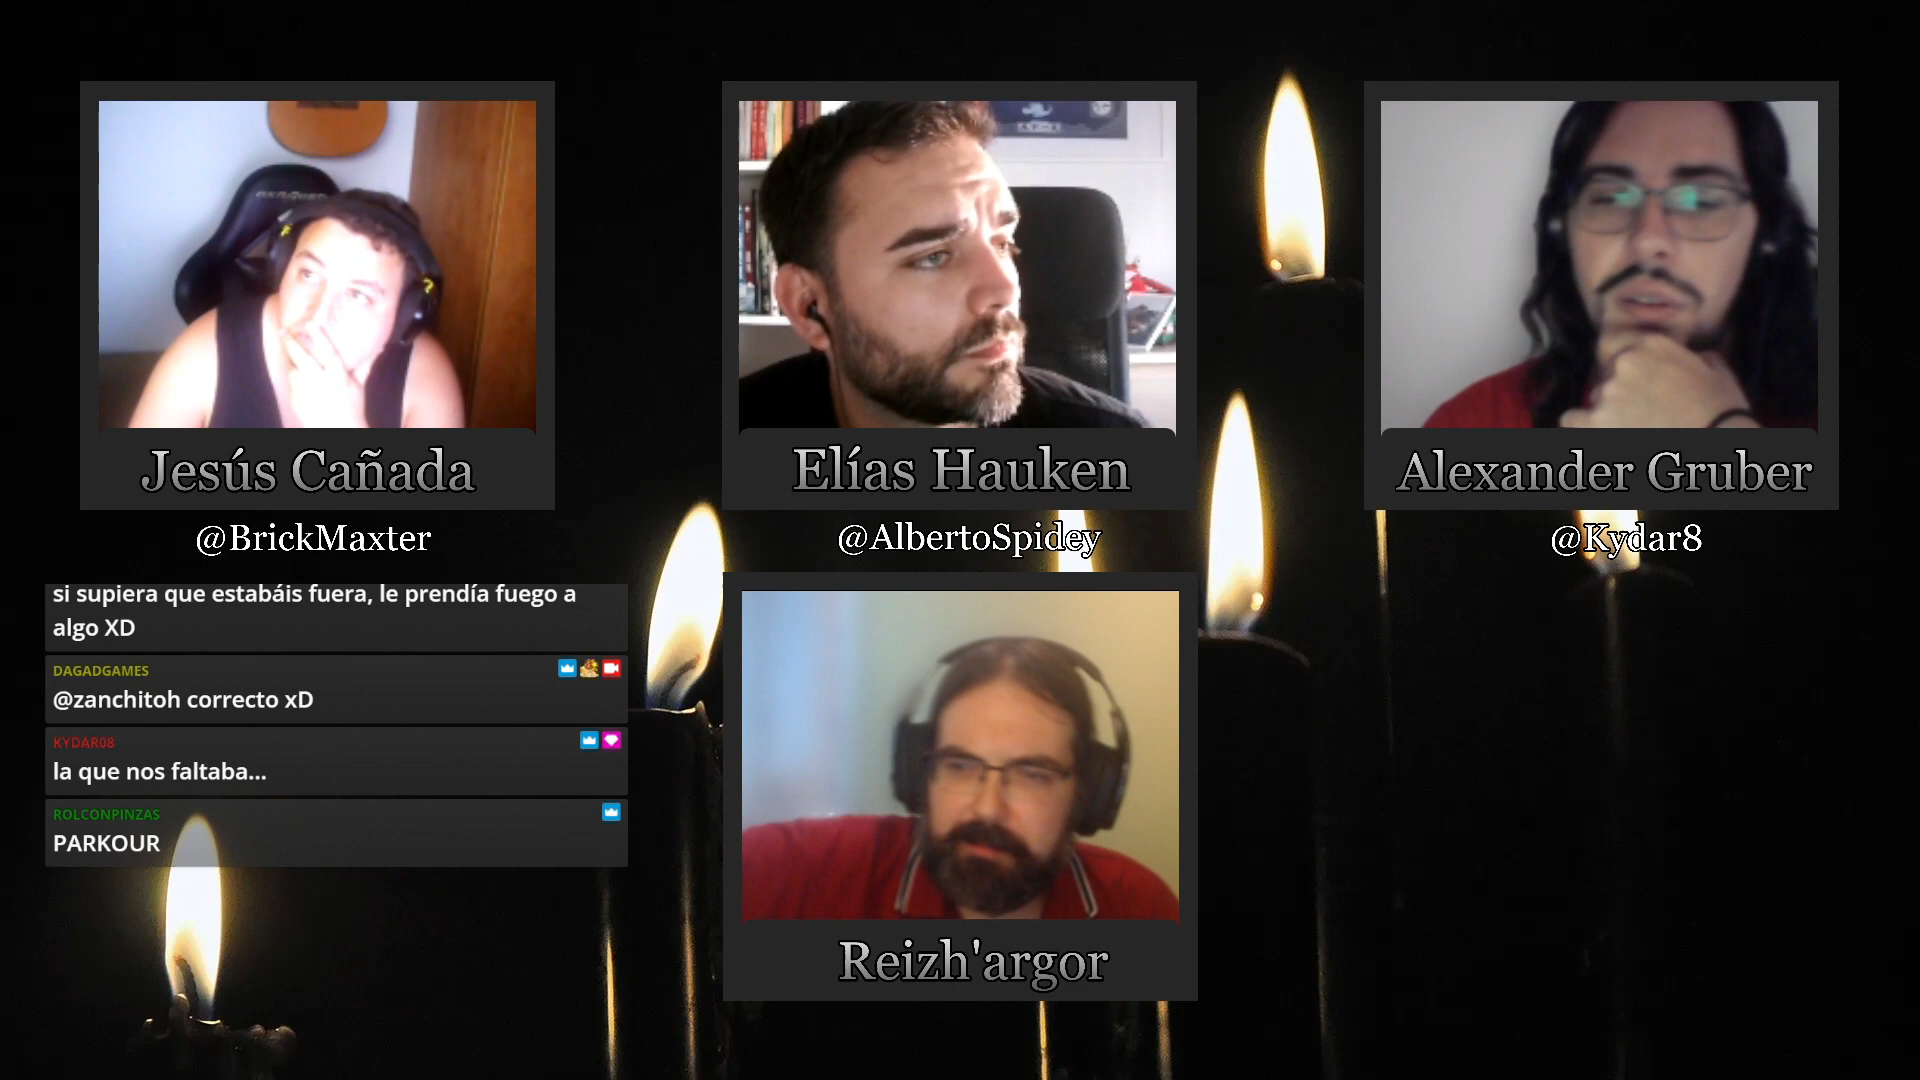 Jesús Cañada
@BrickMaxter
Elías Hauken
@AlbertoSpidey
Alexander Gruber
@Kydar8
si supiera que estabáis fuera, le prendía fuego a
algo XD
DAGADGAMES
@zanchitoh correcto xD
KYDAR08
la que nos faltaba...
ROLCONPINZAS
PARKOUR
Reizh'argor